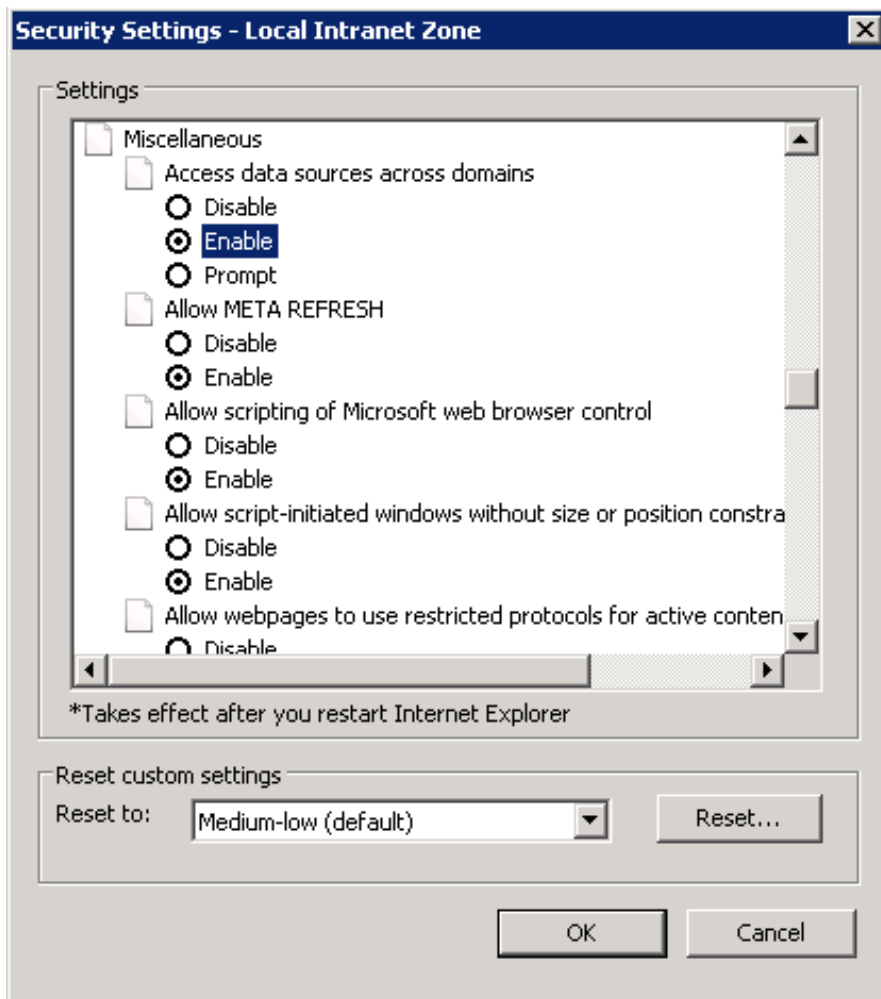 Security Settings - Local Intranet Zone
Settings
Miscellaneous
Access data sources across domains
Disable
Enable
Prompt
Allow META REFRESH
Disable
Enable
Allow scripting of Microsoft web browser control
Disable
Enable
Allow script-initiated windows without size or position constra
Disable
Enable
Allow webpages to use restricted protocols for active conten
Disable
*Takes effect after you restart Internet Explorer
Reset custom settings
Reset to: Medium-low (default) Reset...
OK Cancel